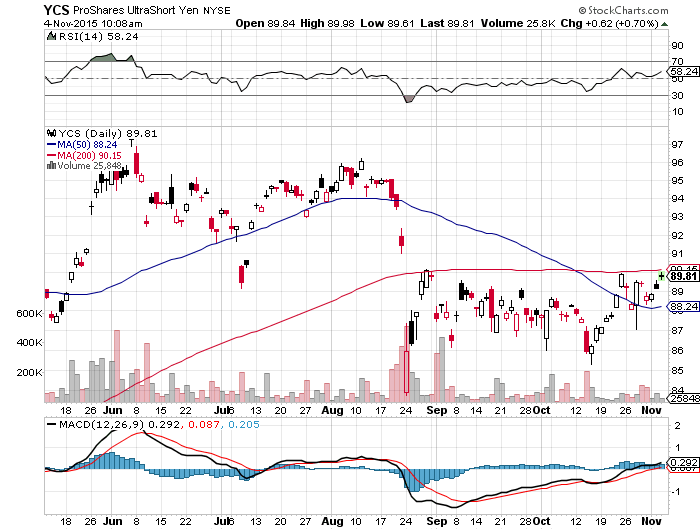 YCS ProShares UltraShort Yen NYSE © StockCharts.com
4-Nov-2015 10:08am Open 89.84 High 89.98 Low 89.61 Last 89.81 Volume 25.8K Chg +0.62 (+0.70%)
RSI(14) 58.24
90
70
58.24
50
30
10
YCS (Daily) 89.81
MA(50) 88.24
MA(200) 90.15
Volume 25,848
97
96
95
94
93
92
91
90.15
89.81
89
88.24
87
86
85
84
600K
400K
200K
25848
18 26 Jun 8 15 22 Jul 6 13 20 27 Aug 10 17 24 Sep 8 14 21 28 Oct 12 19 26 Nov
MACD(12,26,9) 0.292, 0.087, 0.205
2
1
0.292
0.087
-1
18 26 Jun 8 15 22 Jul 6 13 20 27 Aug 10 17 24 Sep 8 14 21 28 Oct 12 19 26 Nov